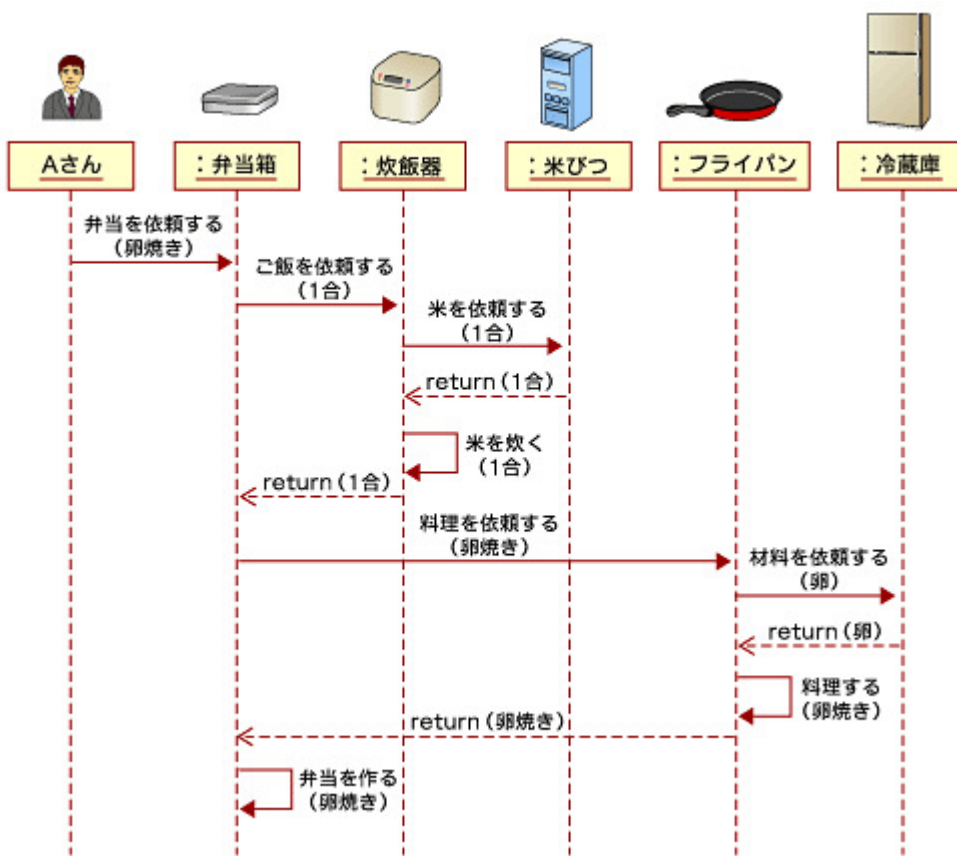 Aさん
：弁当箱
：炊飯器
：米びつ
：フライパン
：冷蔵庫
弁当を依頼する
（卵焼き）
ご飯を依頼する
（1合）
米を依頼する
（1合）
return（1合）
米を炊く
（1合）
return（1合）
料理を依頼する
（卵焼き）
材料を依頼する
（卵）
return（卵）
料理する
（卵焼き）
return（卵焼き）
弁当を作る
（卵焼き）